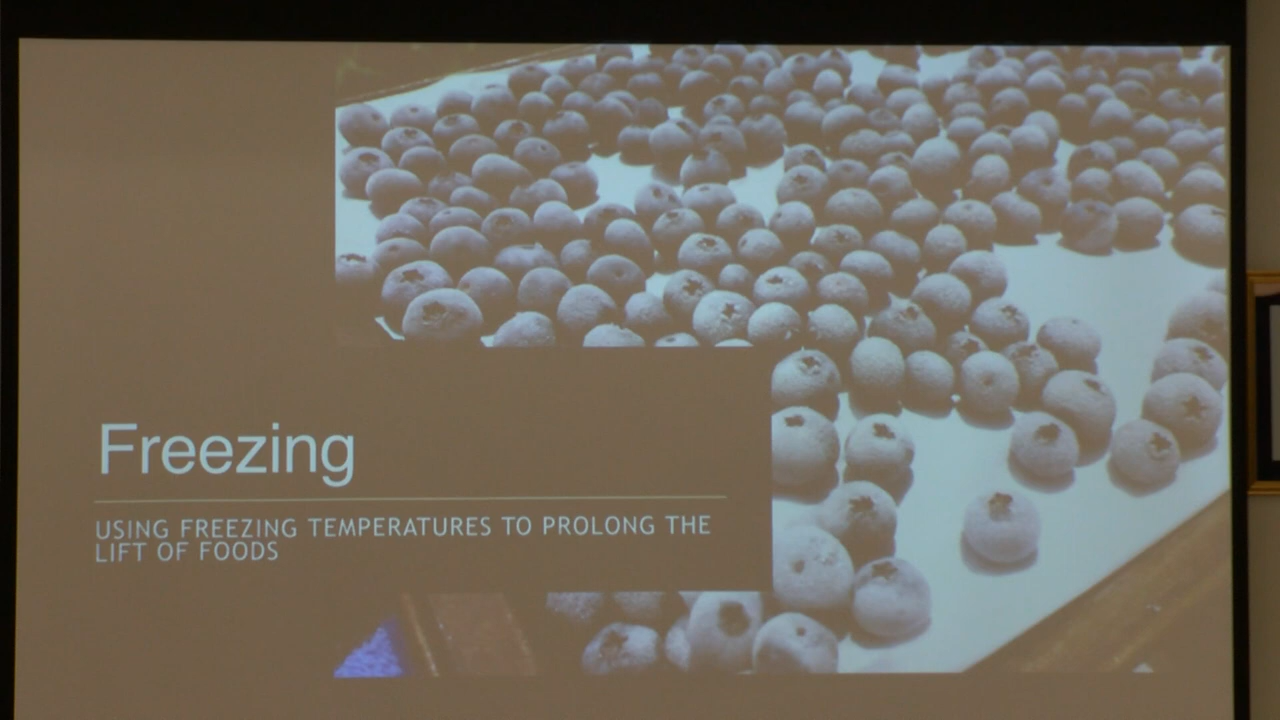 Freezing
USING FREEZING TEMPERATURES TO PROLONG THE
LIFT OF FOODS